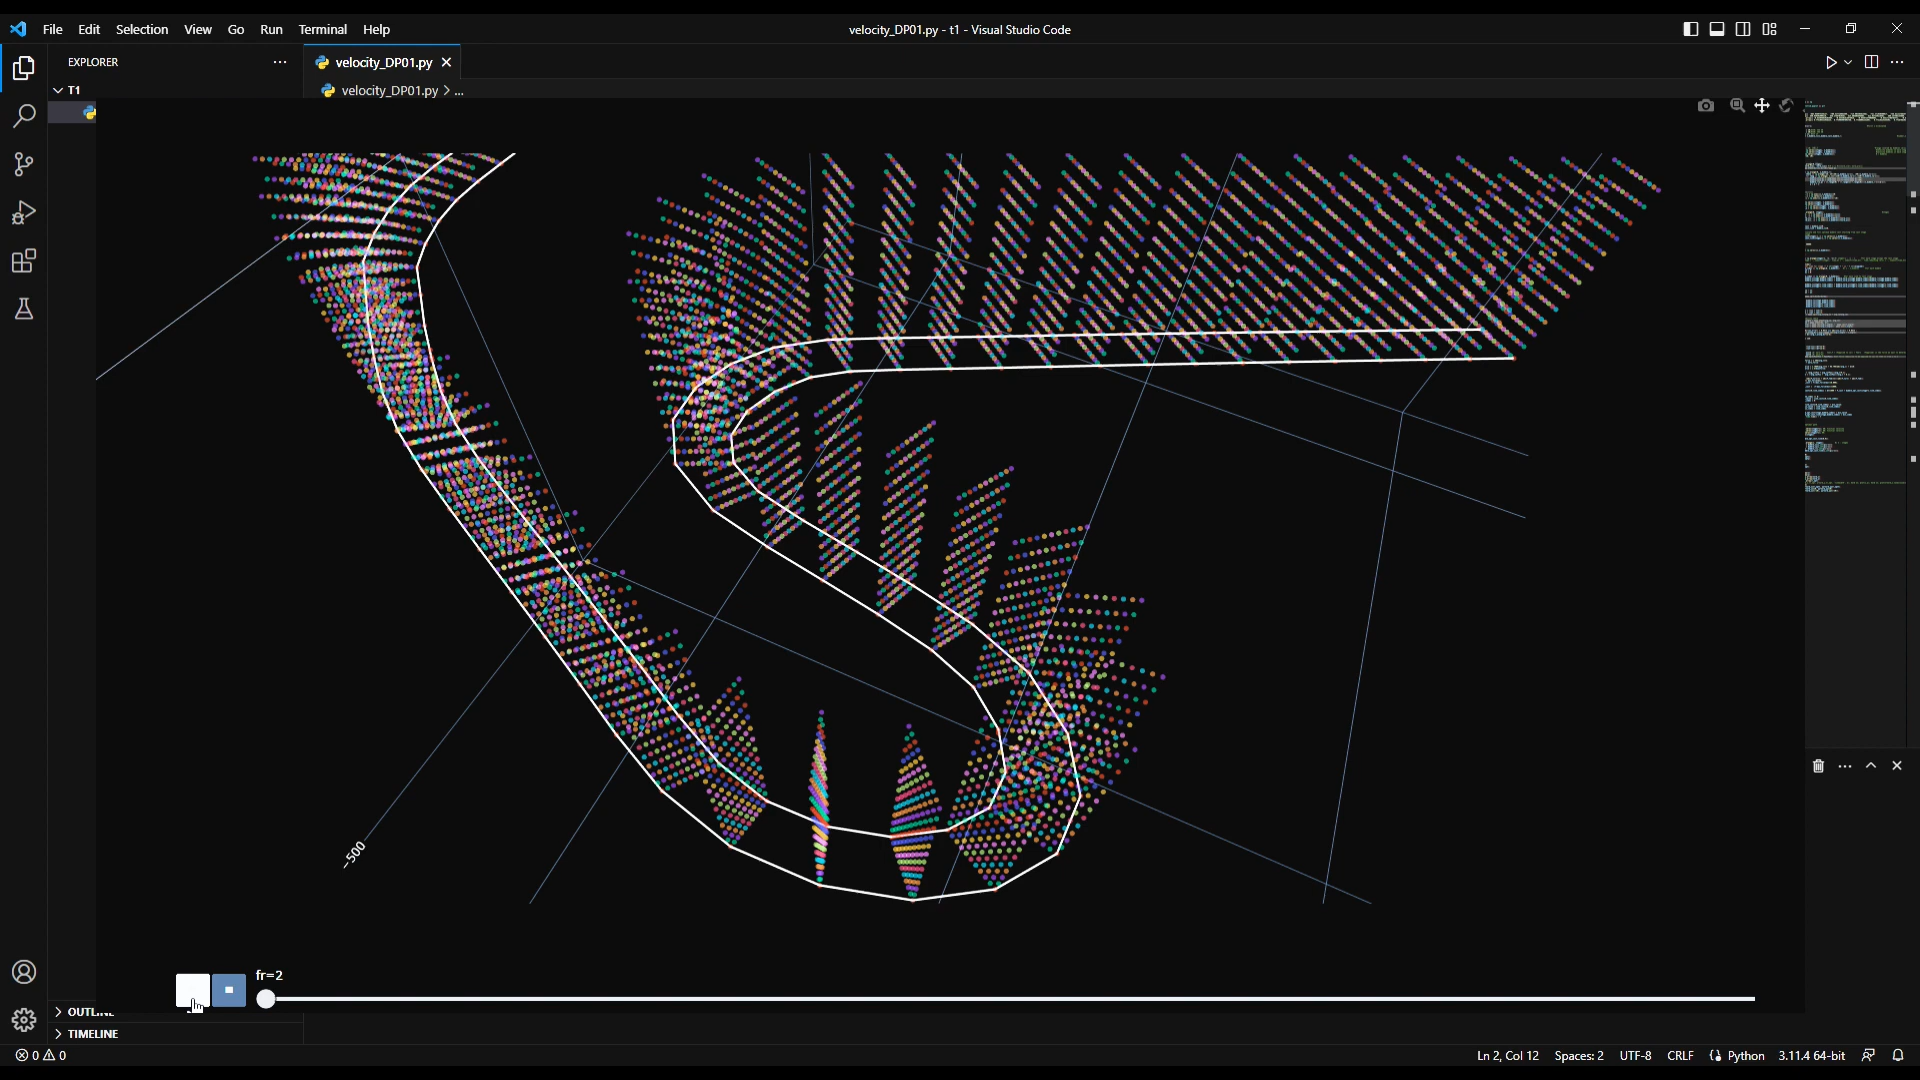 File Edit Selection View Go Run Terminal Help
velocity_DP01.py - t1 - Visual Studio Code
EXPLORER
velocity_DP01.py
T1
velocity_DP01.py > ...
-500
fr=2
OUTLINE
TIMELINE
0 0
Ln 2, Col 12 Spaces: 2 UTF-8 CRLF Python 3.11.4 64-bit